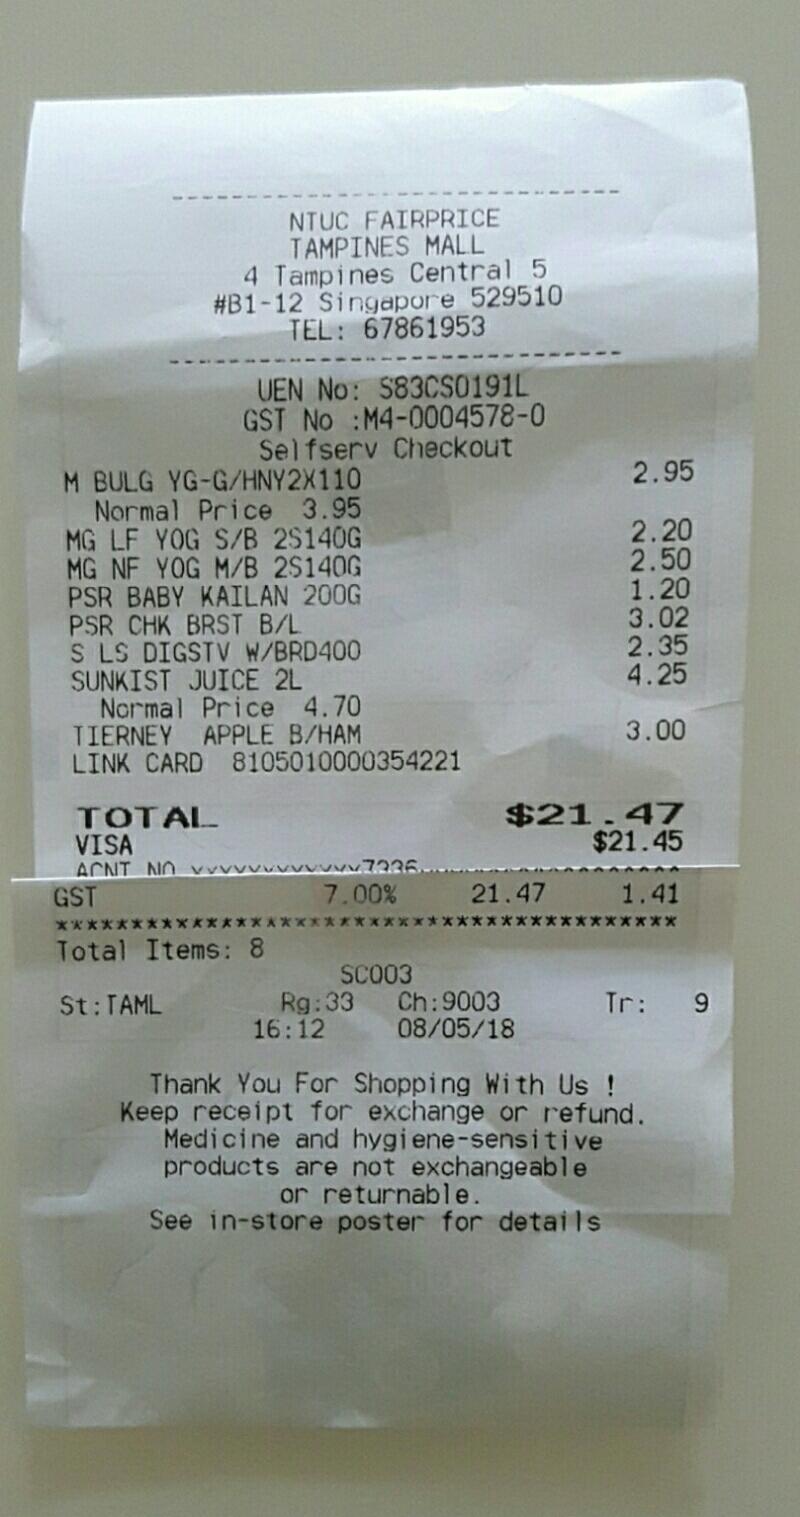 NTUC FAIRPRICE
TAMPINES MALL
4 Tampines Central 5
#B1-12 Singapore 529510
TEL: 67861953
UEN No: S83CS0191L
GST No :M4-0004578-0
Selfserv Checkout
M BULG YG-G/HNY2X110 2.95
Normal Price 3.95
MG LF YOG S/B 2S140G 2.20
MG NF YOG M/B 2S140G 2.50
PSR BABY KAILAN 200G 1.20
PSR CHK BRST B/L 3.02
S LS DIGSTV W/BRD400 2.35
SUNKIST JUICE 2L 4.25
Normal Price 4.70
TIERNEY APPLE B/HAM 3.00
LINK CARD 8105010000354221
TOTAL $21.47
VISA $21.45
ACNT NO
GST 7.00% 21.47 1.41
******************************************
Total Items: 8
SC003
St:TAML Rg:33 Ch:9003 Tr: 9
16:12 08/05/18
Thank You For Shopping With Us !
Keep receipt for exchange or refund.
Medicine and hygiene-sensitive
products are not exchangeable
or returnable.
See in-store poster for details